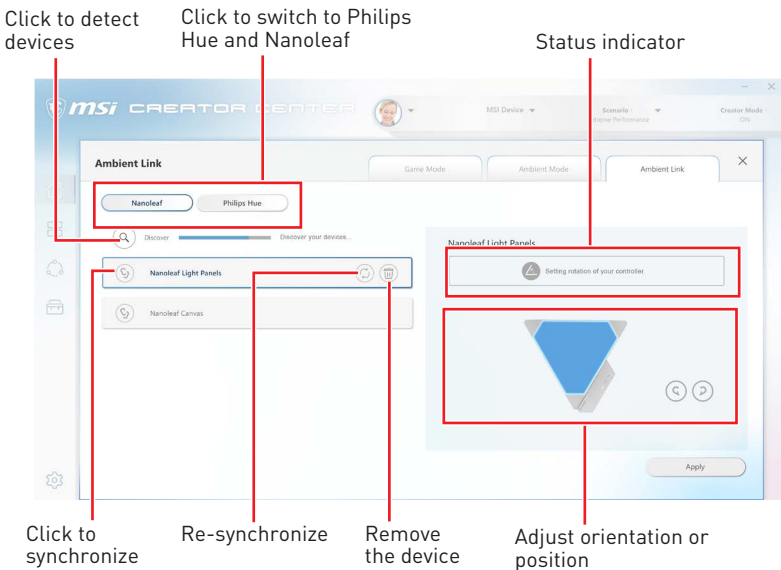 Click to detect
devices
Click to switch to Philips
Hue and Nanoleaf
Status indicator
msi CREATOR CENTER
MSI Device
Scenario
Extreme Performance
Creator Mode
ON
Ambient Link
Game Mode
Ambient Mode
Ambient Link
Nanoleaf
Philips Hue
Discover
Discover your devices...
Nanoleaf Light Panels
Nanoleaf Canvas
Nanoleaf Light Panels
Setting rotation of your controller
Apply
Click to
synchronize
Re-synchronize
Remove
the device
Adjust orientation or
position